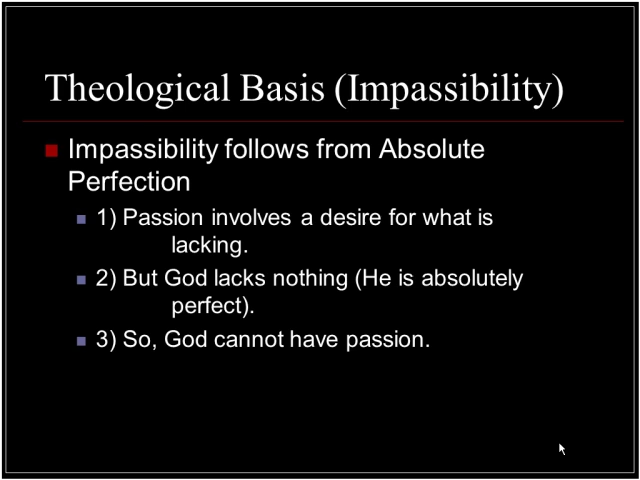 Theological Basis (Impassibility)
Impassibility follows from Absolute
Perfection
1) Passion involves a desire for what is
lacking.
2) But God lacks nothing (He is absolutely
perfect).
3) So, God cannot have passion.